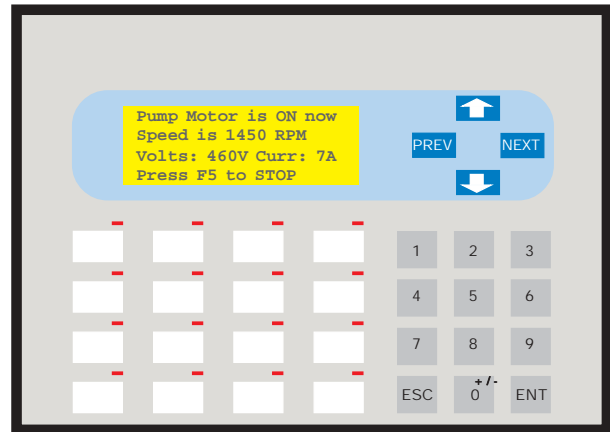 Pump Motor is ON now
Speed is 1450 RPM
Volts: 460V Curr: 7A
Press F5 to STOP
PREV NEXT
1 2 3
4 5 6
7 8 9
ESC 0 +/- ENT